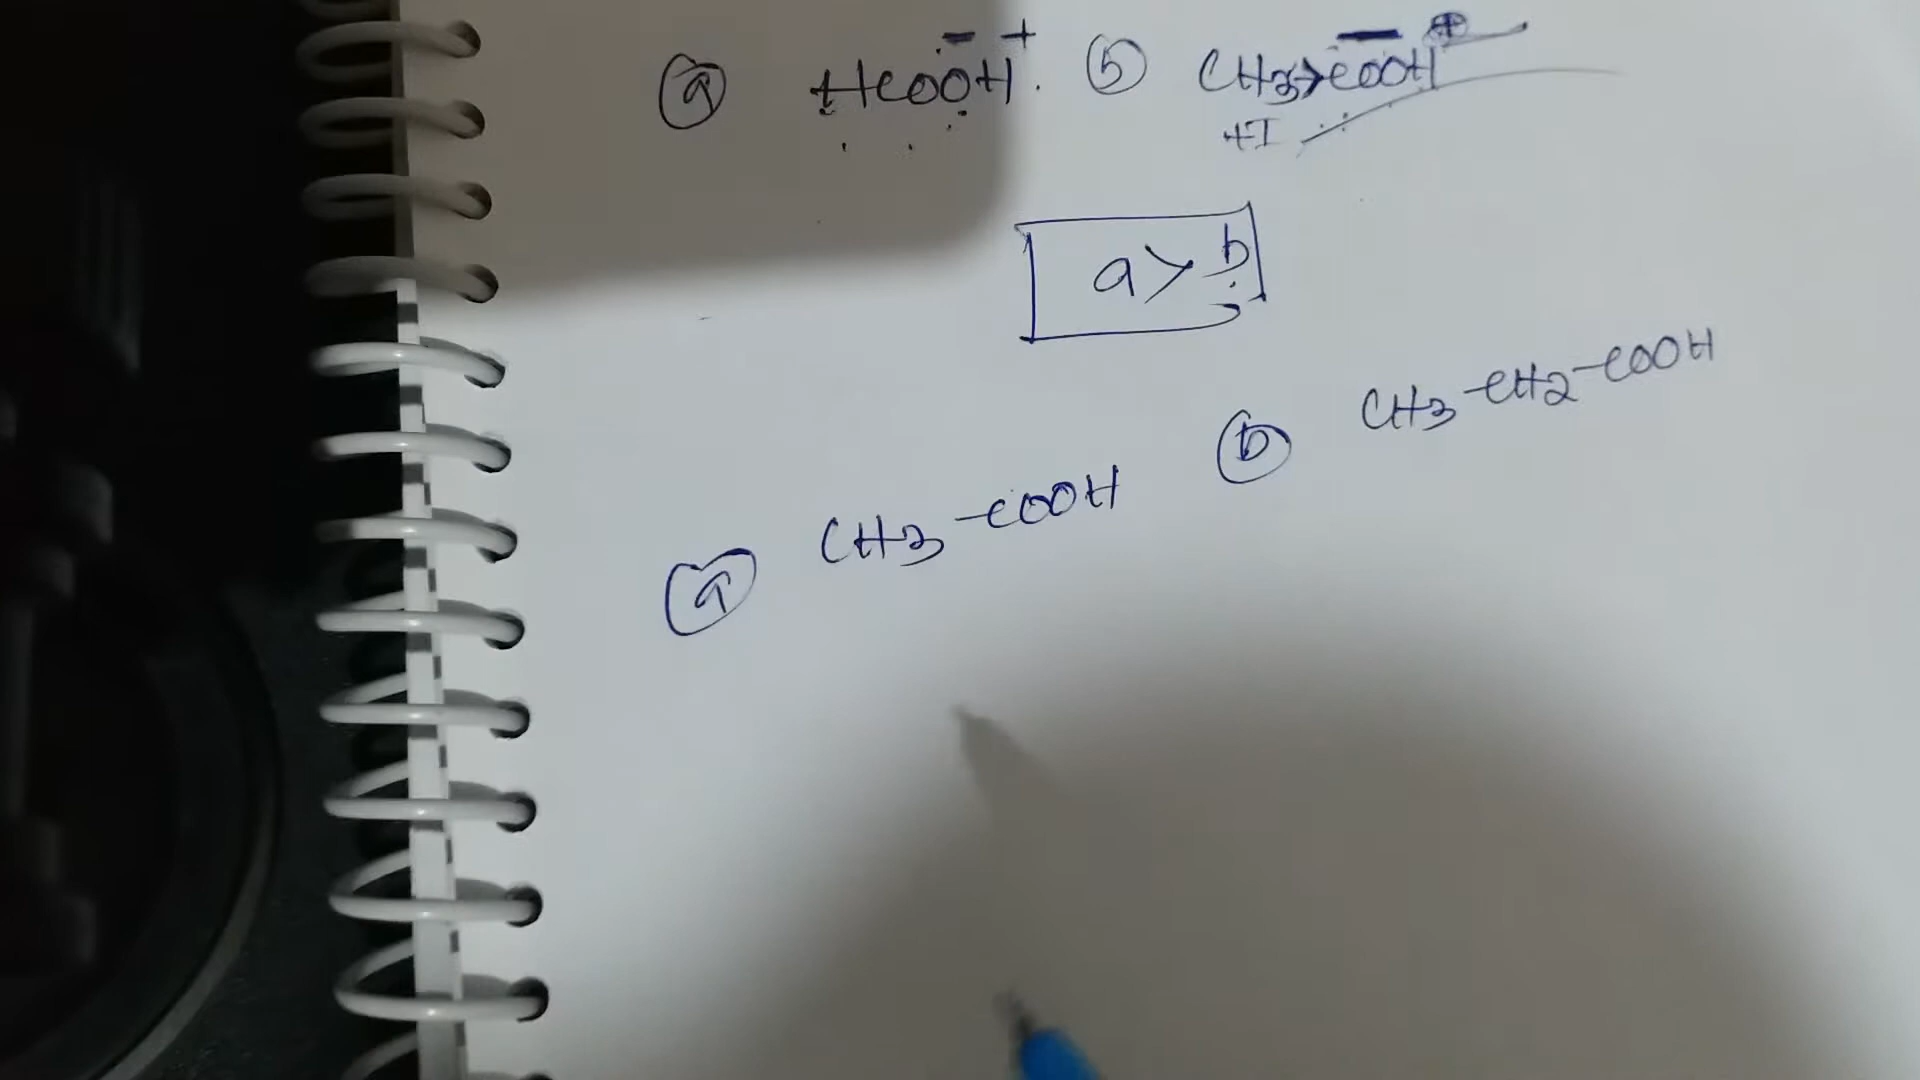 (a) HCOOH - + (b) CH3>COOH - ⊕
+I
a > b
(a) CH3-COOH (b) CH3-CH2-COOH